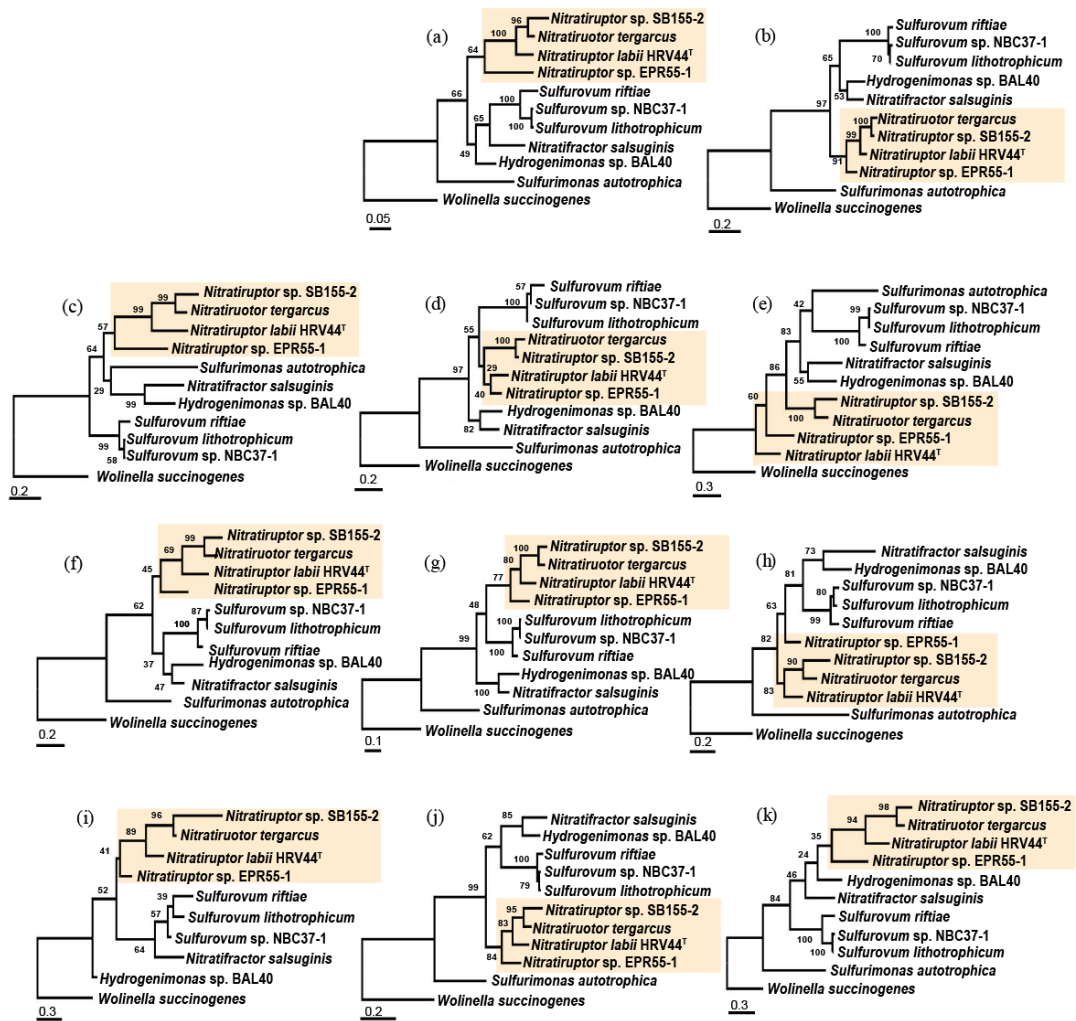 (a)
96
Nitratiruptor sp. SB155-2
100
Nitratiruotor tergarcus
64
Nitratiruptor labii HRV44T
Nitratiruptor sp. EPR55-1
66
Sulfurovum riftiae
100
65
Sulfurovum sp. NBC37-1
100
Sulfurovum lithotrophicum
49
Nitratifractor salsuginis
Hydrogenimonas sp. BAL40
Sulfurimonas autotrophica
Wolinella succinogenes
0.05
(b)
Sulfurovum riftiae
100
Sulfurovum sp. NBC37-1
65
70
Sulfurovum lithotrophicum
Hydrogenimonas sp. BAL40
53
Nitratifractor salsuginis
97
100
Nitratiruotor tergarcus
99
Nitratiruptor sp. SB155-2
Nitratiruptor labii HRV44T
91
Nitratiruptor sp. EPR55-1
Sulfurimonas autotrophica
Wolinella succinogenes
0.2
(c)
99
Nitratiruptor sp. SB155-2
99
Nitratiruotor tergarcus
57
Nitratiruptor labii HRV44T
64
Nitratiruptor sp. EPR55-1
Sulfurimonas autotrophica
29
Nitratifractor salsuginis
99
Hydrogenimonas sp. BAL40
Sulfurovum riftiae
99
Sulfurovum lithotrophicum
58
Sulfurovum sp. NBC37-1
Wolinella succinogenes
0.2
(d)
57
Sulfurovum riftiae
100
Sulfurovum sp. NBC37-1
55
Sulfurovum lithotrophicum
100
Nitratiruotor tergarcus
Nitratiruptor sp. SB155-2
97
29
Nitratiruptor labii HRV44T
40
Nitratiruptor sp. EPR55-1
Hydrogenimonas sp. BAL40
82
Nitratifractor salsuginis
Sulfurimonas autotrophica
Wolinella succinogenes
0.2
(e)
42
Sulfurimonas autotrophica
99
Sulfurovum sp. NBC37-1
83
Sulfurovum lithotrophicum
100
Sulfurovum riftiae
86
Nitratifractor salsuginis
55
Hydrogenimonas sp. BAL40
60
Nitratiruptor sp. SB155-2
100
Nitratiruotor tergarcus
Nitratiruptor sp. EPR55-1
Nitratiruptor labii HRV44T
Wolinella succinogenes
0.3
(f)
99
Nitratiruptor sp. SB155-2
69
Nitratiruotor tergarcus
45
Nitratiruptor labii HRV44T
Nitratiruptor sp. EPR55-1
62
87
Sulfurovum sp. NBC37-1
100
Sulfurovum lithotrophicum
Sulfurovum riftiae
37
Hydrogenimonas sp. BAL40
47
Nitratifractor salsuginis
Sulfurimonas autotrophica
Wolinella succinogenes
0.2
(g)
100
Nitratiruptor sp. SB155-2
80
Nitratiruotor tergarcus
77
Nitratiruptor labii HRV44T
48
Nitratiruptor sp. EPR55-1
Sulfurovum lithotrophicum
100
99
Sulfurovum sp. NBC37-1
100
Sulfurovum riftiae
Hydrogenimonas sp. BAL40
100
Nitratifractor salsuginis
Sulfurimonas autotrophica
Wolinella succinogenes
0.1
(h)
73
Nitratifractor salsuginis
Hydrogenimonas sp. BAL40
81
80
Sulfurovum sp. NBC37-1
Sulfurovum lithotrophicum
63
99
Sulfurovum riftiae
82
Nitratiruptor sp. EPR55-1
90
Nitratiruptor sp. SB155-2
Nitratiruotor tergarcus
83
Nitratiruptor labii HRV44T
Sulfurimonas autotrophica
Wolinella succinogenes
0.2
(i)
96
Nitratiruptor sp. SB155-2
89
Nitratiruotor tergarcus
41
Nitratiruptor labii HRV44T
Nitratiruptor sp. EPR55-1
52
39
Sulfurovum riftiae
57
Sulfurovum lithotrophicum
Sulfurovum sp. NBC37-1
64
Nitratifractor salsuginis
Hydrogenimonas sp. BAL40
Wolinella succinogenes
0.3
(j)
85
Nitratifractor salsuginis
62
Hydrogenimonas sp. BAL40
Sulfurovum riftiae
100
Sulfurovum sp. NBC37-1
99
79
Sulfurovum lithotrophicum
95
Nitratiruptor sp. SB155-2
83
Nitratiruotor tergarcus
Nitratiruptor labii HRV44T
84
Nitratiruptor sp. EPR55-1
Sulfurimonas autotrophica
Wolinella succinogenes
0.2
(k)
98
Nitratiruptor sp. SB155-2
94
Nitratiruotor tergarcus
35
Nitratiruptor labii HRV44T
24
Nitratiruptor sp. EPR55-1
46
Hydrogenimonas sp. BAL40
Nitratifractor salsuginis
84
Sulfurovum riftiae
100
Sulfurovum sp. NBC37-1
100
Sulfurovum lithotrophicum
Sulfurimonas autotrophica
Wolinella succinogenes
0.3